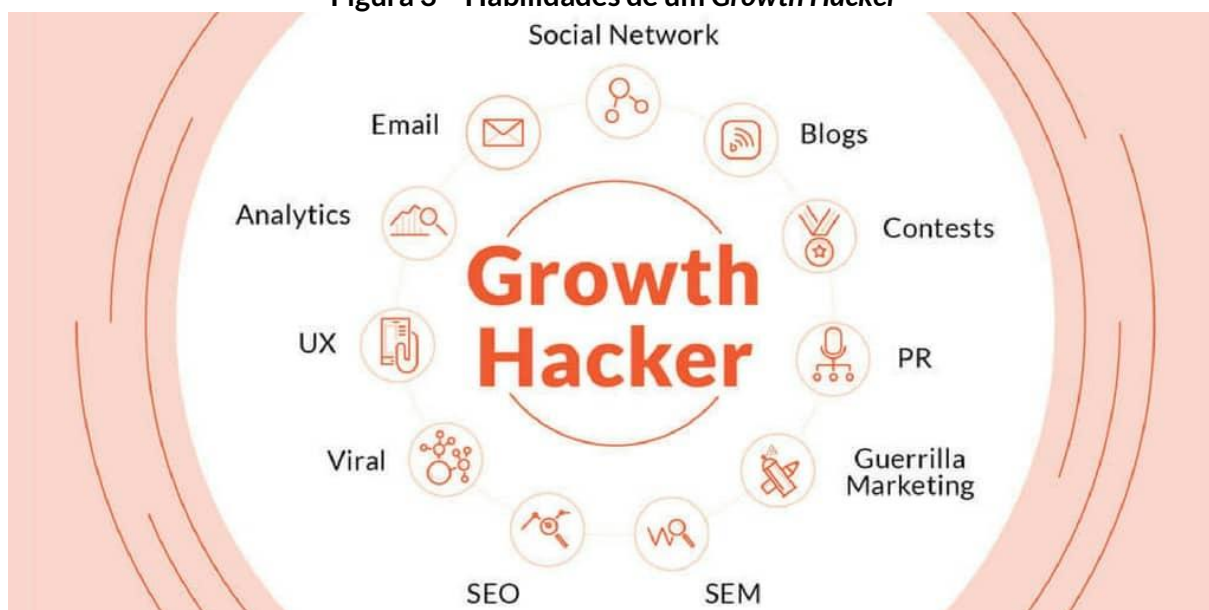 Figura 3 – Habilidades de um Growth Hacker
Social Network
Email
Blogs
Analytics
Contests
Growth
Hacker
UX
PR
Viral
Guerrilla
Marketing
SEO
SEM